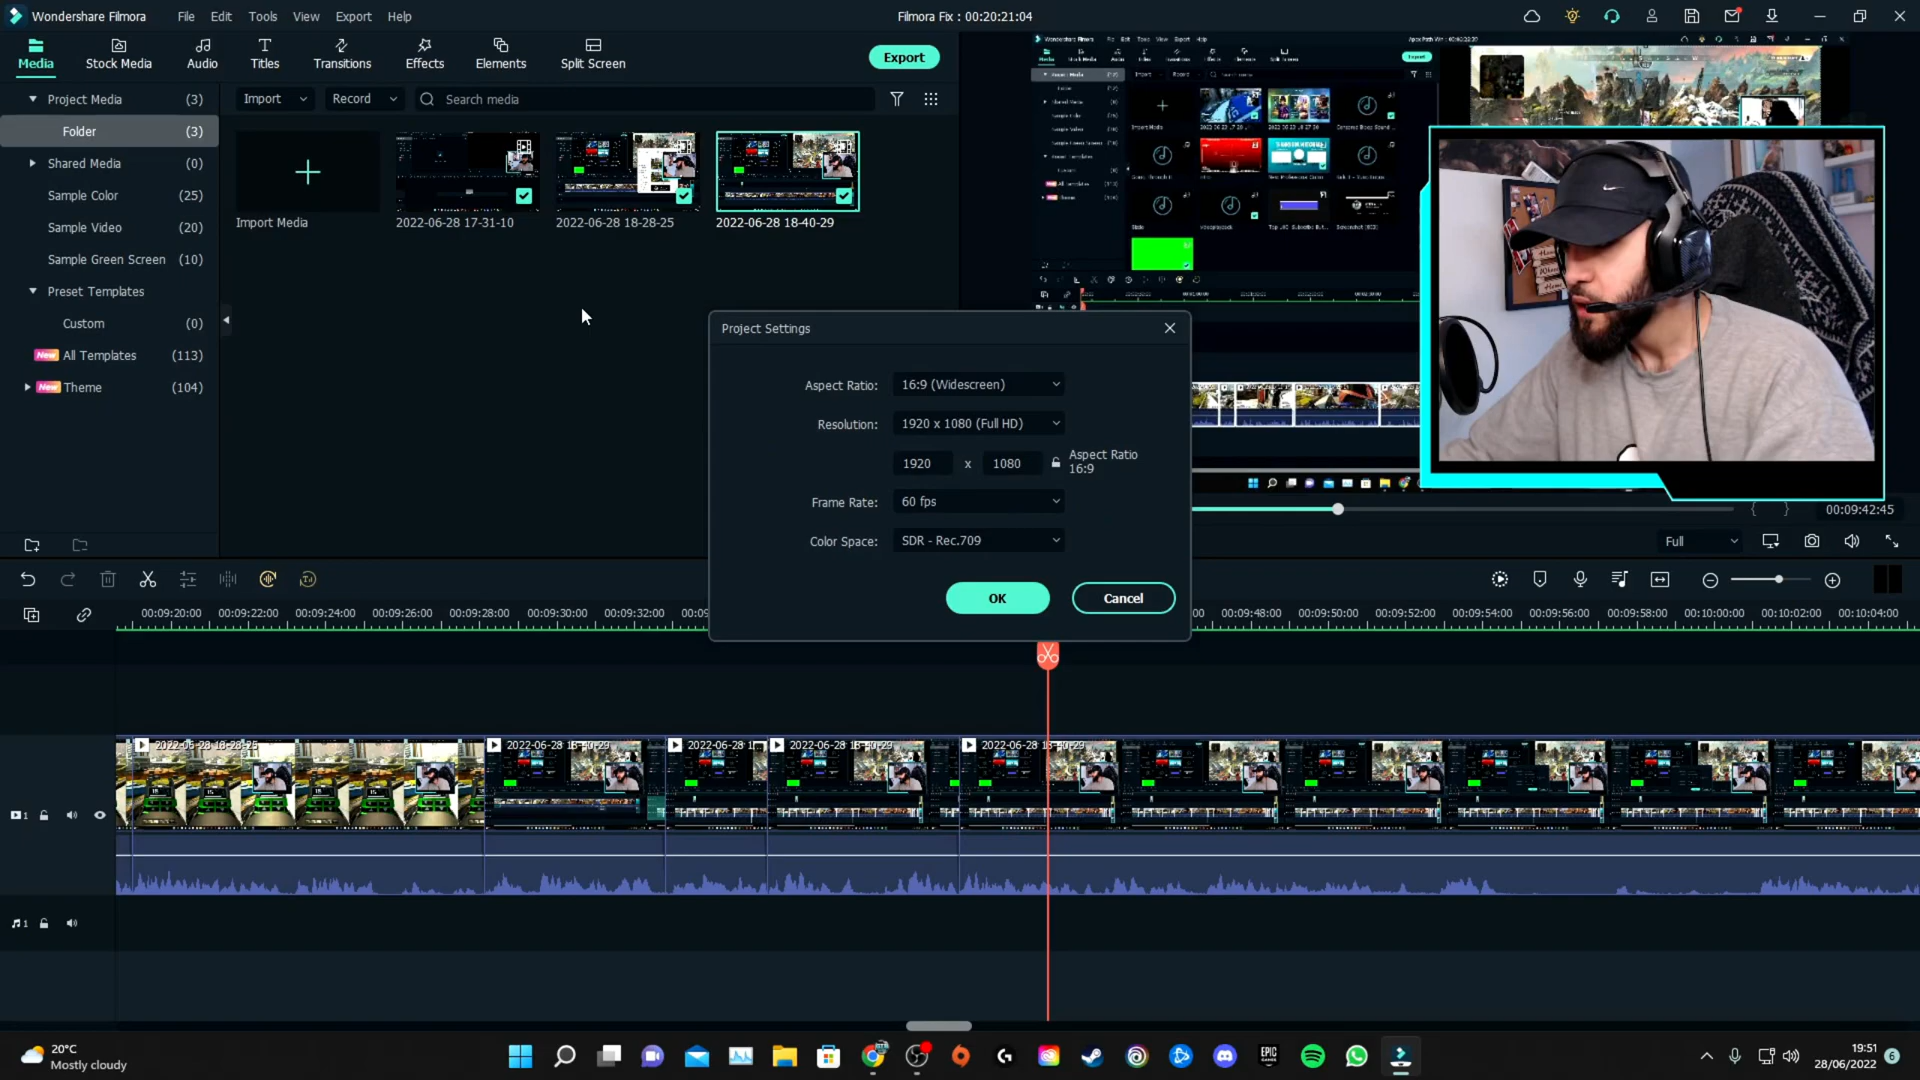 Wondershare Filmora
File
Edit
Tools
View
Export
Help
Filmora Fix : 00:20:21:04
Media
Stock Media
Audio
Titles
Transitions
Effects
Elements
Split Screen
Export
Project Media (3)
Folder (3)
Shared Media (0)
Sample Color (25)
Sample Video (20)
Sample Green Screen (10)
Preset Templates
Custom (0)
New All Templates (113)
New Theme (104)
Import
Record
Search media
Import Media
2022-06-28 17-31-10
2022-06-28 18-28-25
2022-06-28 18-40-29
Project Settings
Aspect Ratio: 16:9 (Widescreen)
Resolution: 1920 x 1080 (Full HD)
1920 x 1080 Aspect Ratio 16:9
Frame Rate: 60 fps
Color Space: SDR - Rec.709
OK
Cancel
00:09:42:45
Full
00:09:20:00
00:09:22:00
00:09:24:00
00:09:26:00
00:09:28:00
00:09:30:00
00:09:32:00
00:09:48:00
00:09:50:00
00:09:52:00
00:09:54:00
00:09:56:00
00:09:58:00
00:10:00:00
00:10:02:00
00:10:04:00
2022-06-28 18-28-25
2022-06-28 18-40-29
2022-06-28 1
2022-06-28 18-40-29
2022-06-28 18-40-29
1
1
20°C
Mostly cloudy
EPIC GAMES
19:51
28/06/2022
6